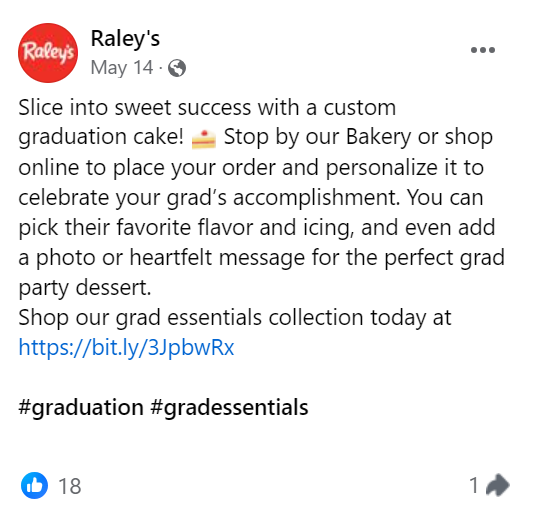 Raley's
Raley's
May 14 ·
Slice into sweet success with a custom
graduation cake! 🍰 Stop by our Bakery or shop
online to place your order and personalize it to
celebrate your grad’s accomplishment. You can
pick their favorite flavor and icing, and even add
a photo or heartfelt message for the perfect grad
party dessert.
Shop our grad essentials collection today at
https://bit.ly/3JpbwRx
#graduation #gradessentials
18
1